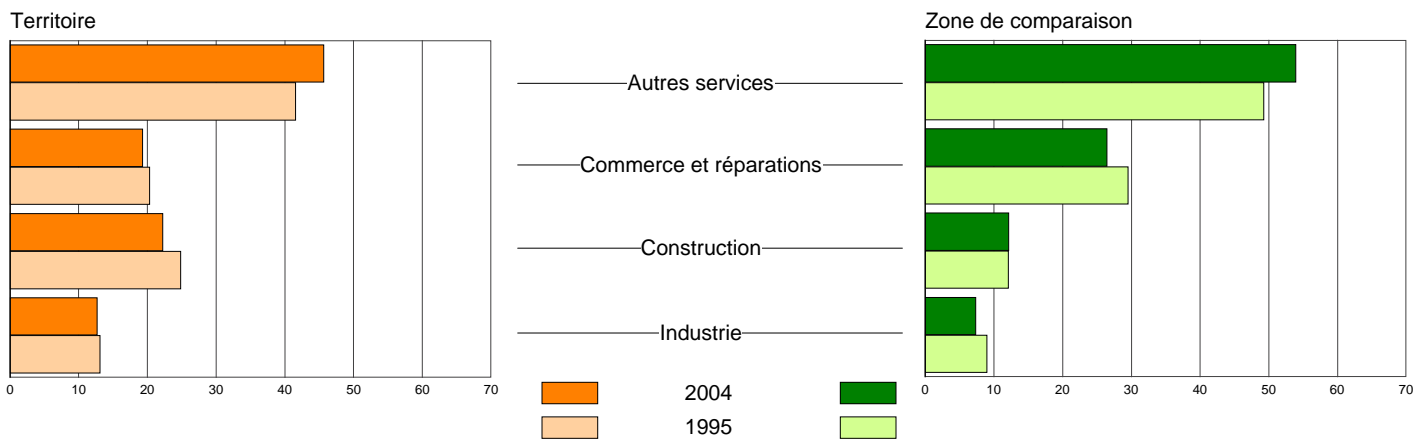 Territoire
Zone de comparaison
Autres services
Commerce et réparations
Construction
Industrie
0 10 20 30 40 50 60 70
0 10 20 30 40 50 60 70
2004
1995